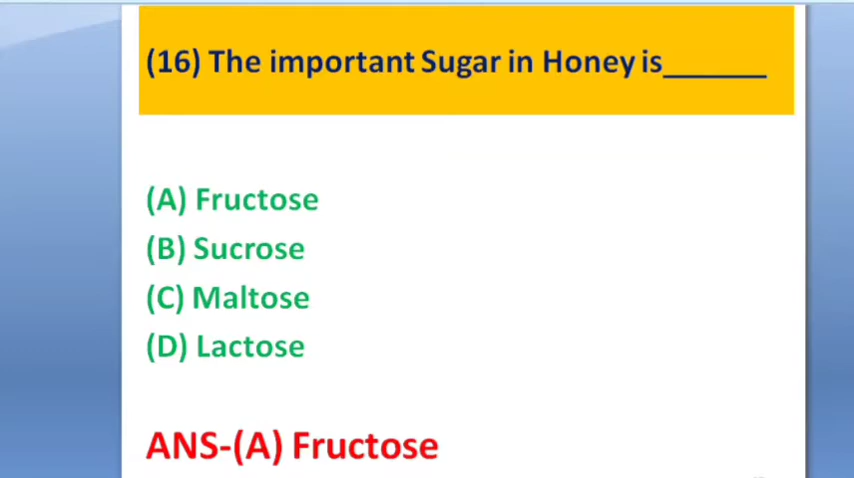 (16) The important Sugar in Honey is______
(A) Fructose
(B) Sucrose
(C) Maltose
(D) Lactose
ANS-(A) Fructose